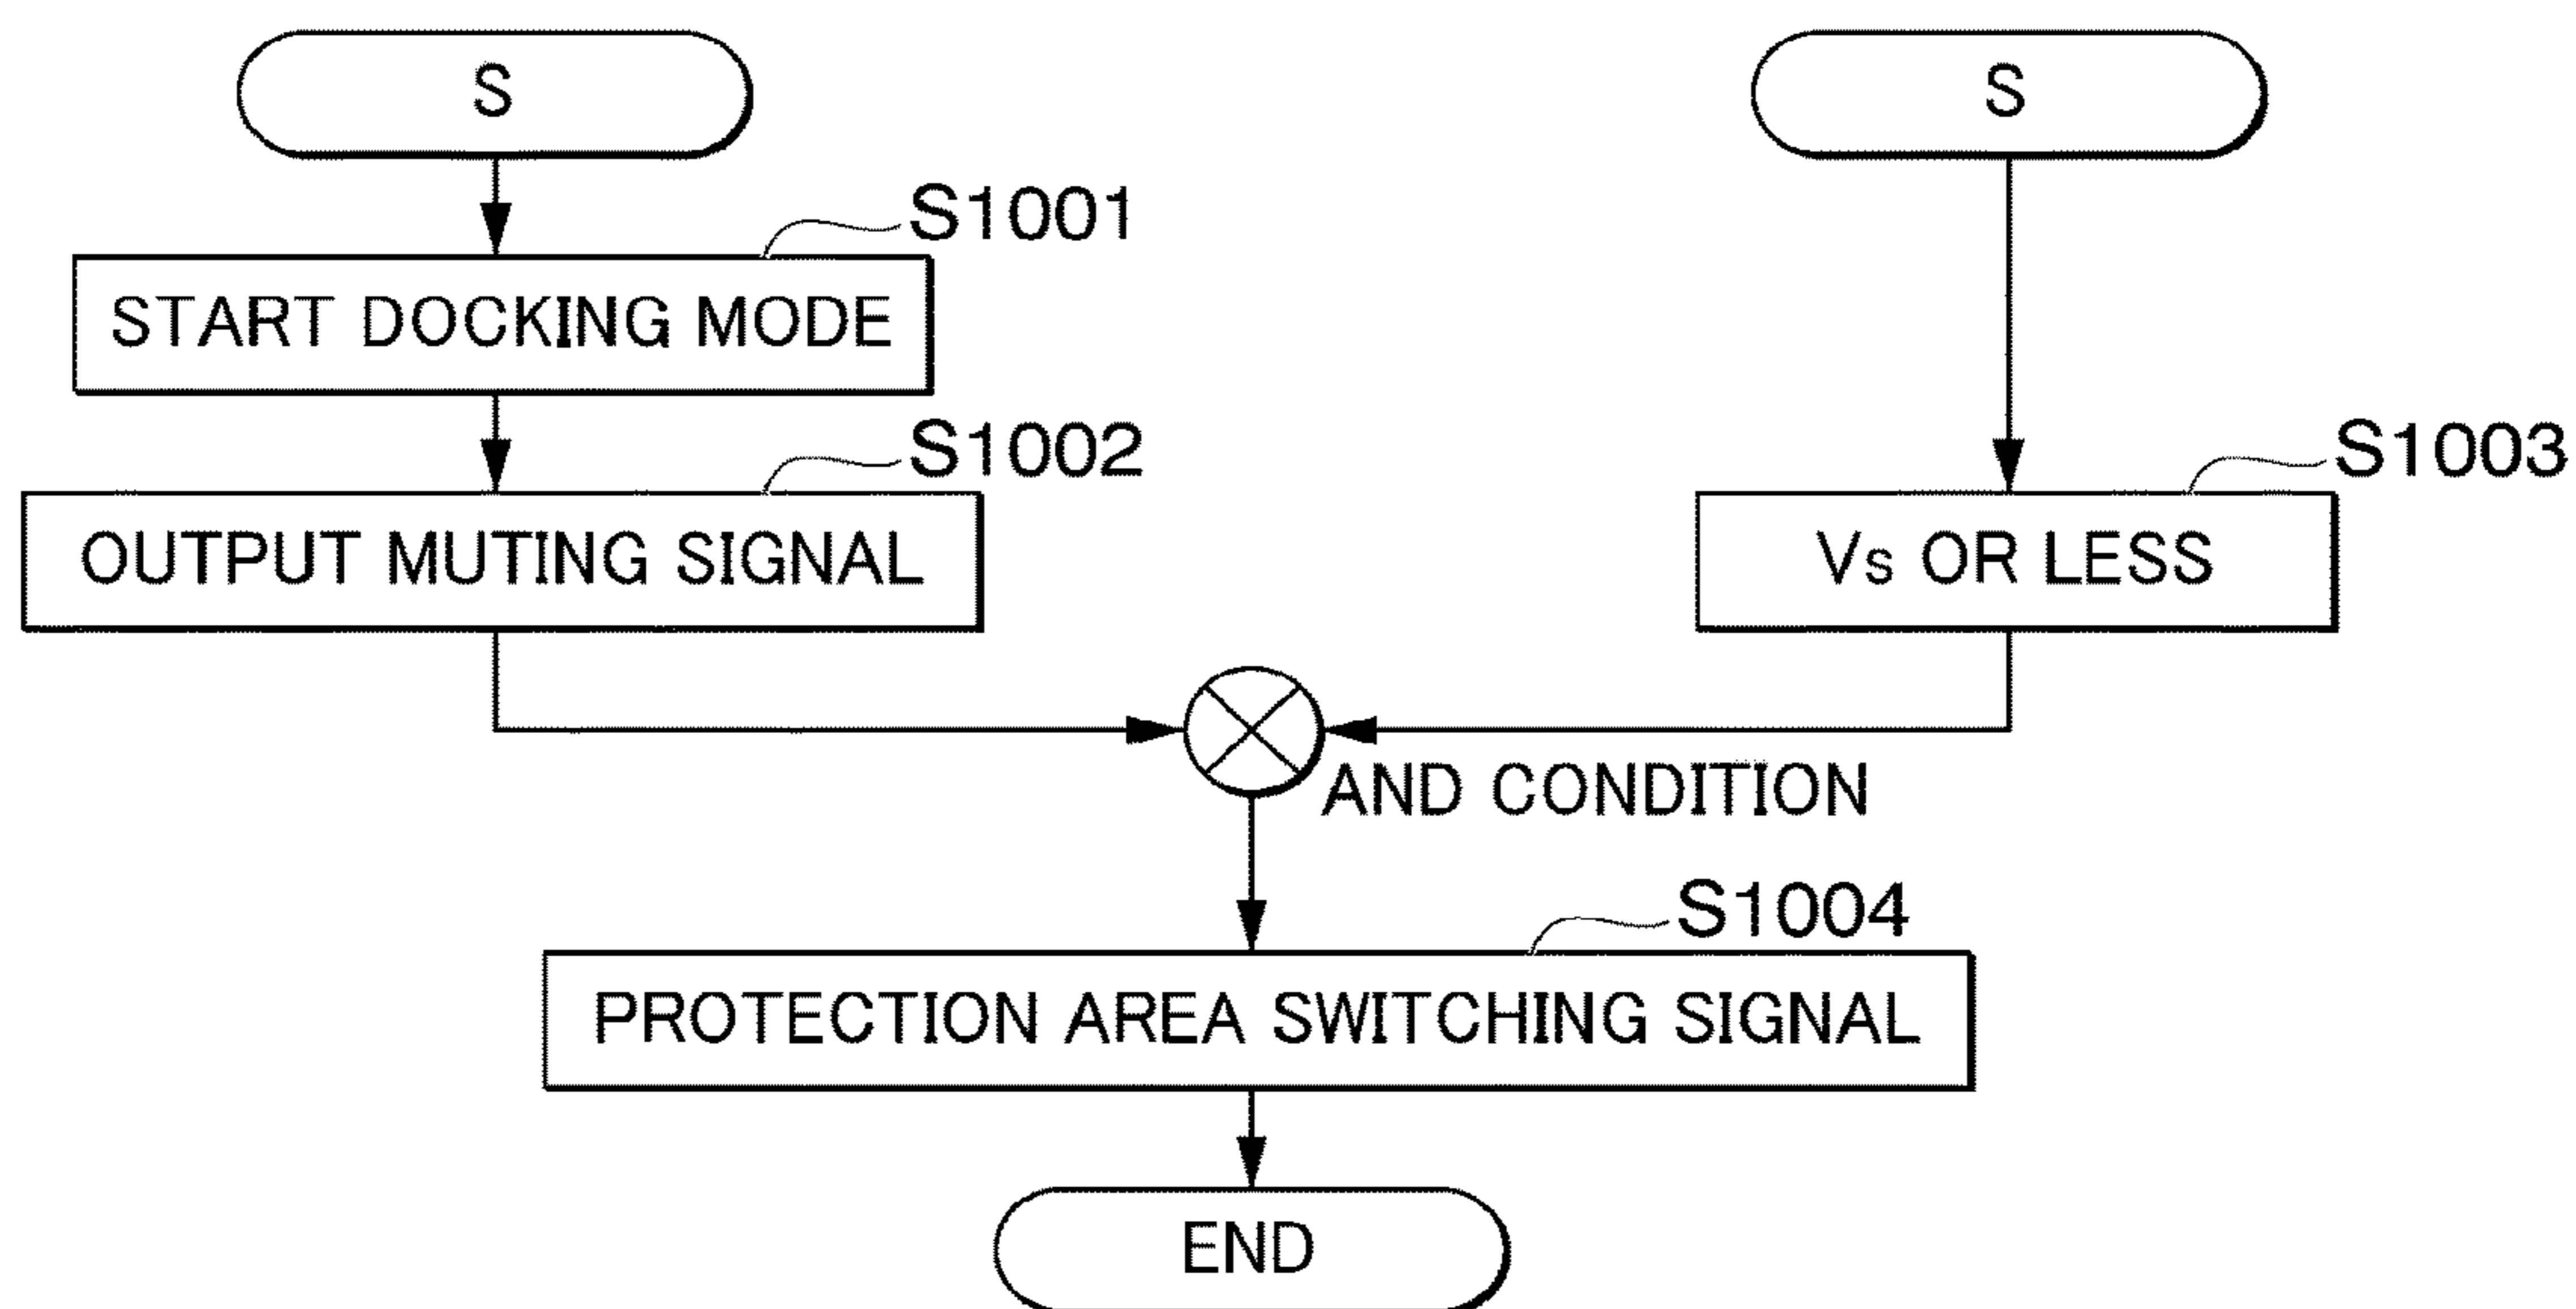 S
S
S1001
START DOCKING MODE
S1002
OUTPUT MUTING SIGNAL
S1003
Vs OR LESS
AND CONDITION
S1004
PROTECTION AREA SWITCHING SIGNAL
END